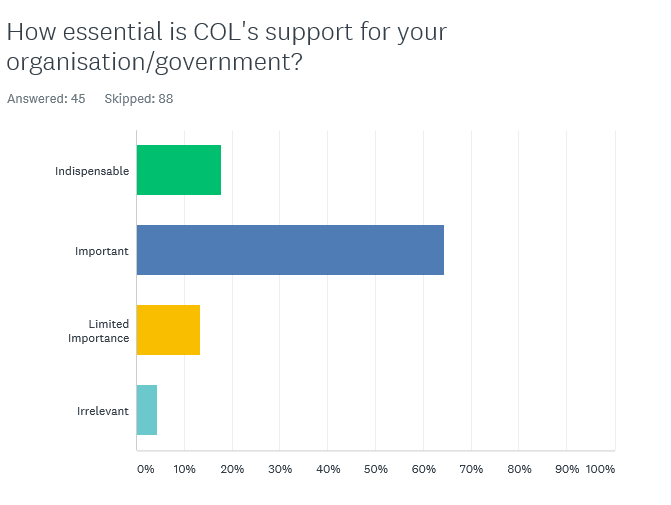 How essential is COL's support for your
organisation/government?
Answered: 45 Skipped: 88
Indispensable
Important
Limited
Importance
Irrelevant
0% 10% 20% 30% 40% 50% 60% 70% 80% 90% 100%